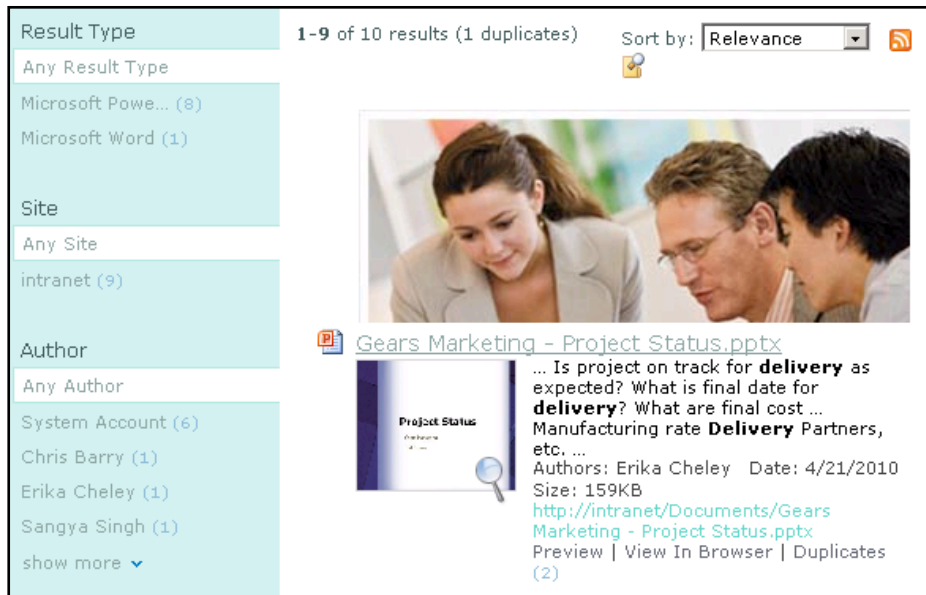 Result Type
Any Result Type
Microsoft Powe... (8)
Microsoft Word (1)
Site
Any Site
intranet (9)
Author
Any Author
System Account (6)
Chris Barry (1)
Erika Cheley (1)
Sangya Singh (1)
show more
1-9 of 10 results (1 duplicates)
Sort by: Relevance
Gears Marketing - Project Status.pptx
Project Status
... Is project on track for delivery as
expected? What is final date for
delivery? What are final cost ...
Manufacturing rate Delivery Partners,
etc. ...
Authors: Erika Cheley Date: 4/21/2010
Size: 159KB
http://intranet/Documents/Gears
Marketing - Project Status.pptx
Preview | View In Browser | Duplicates
(2)